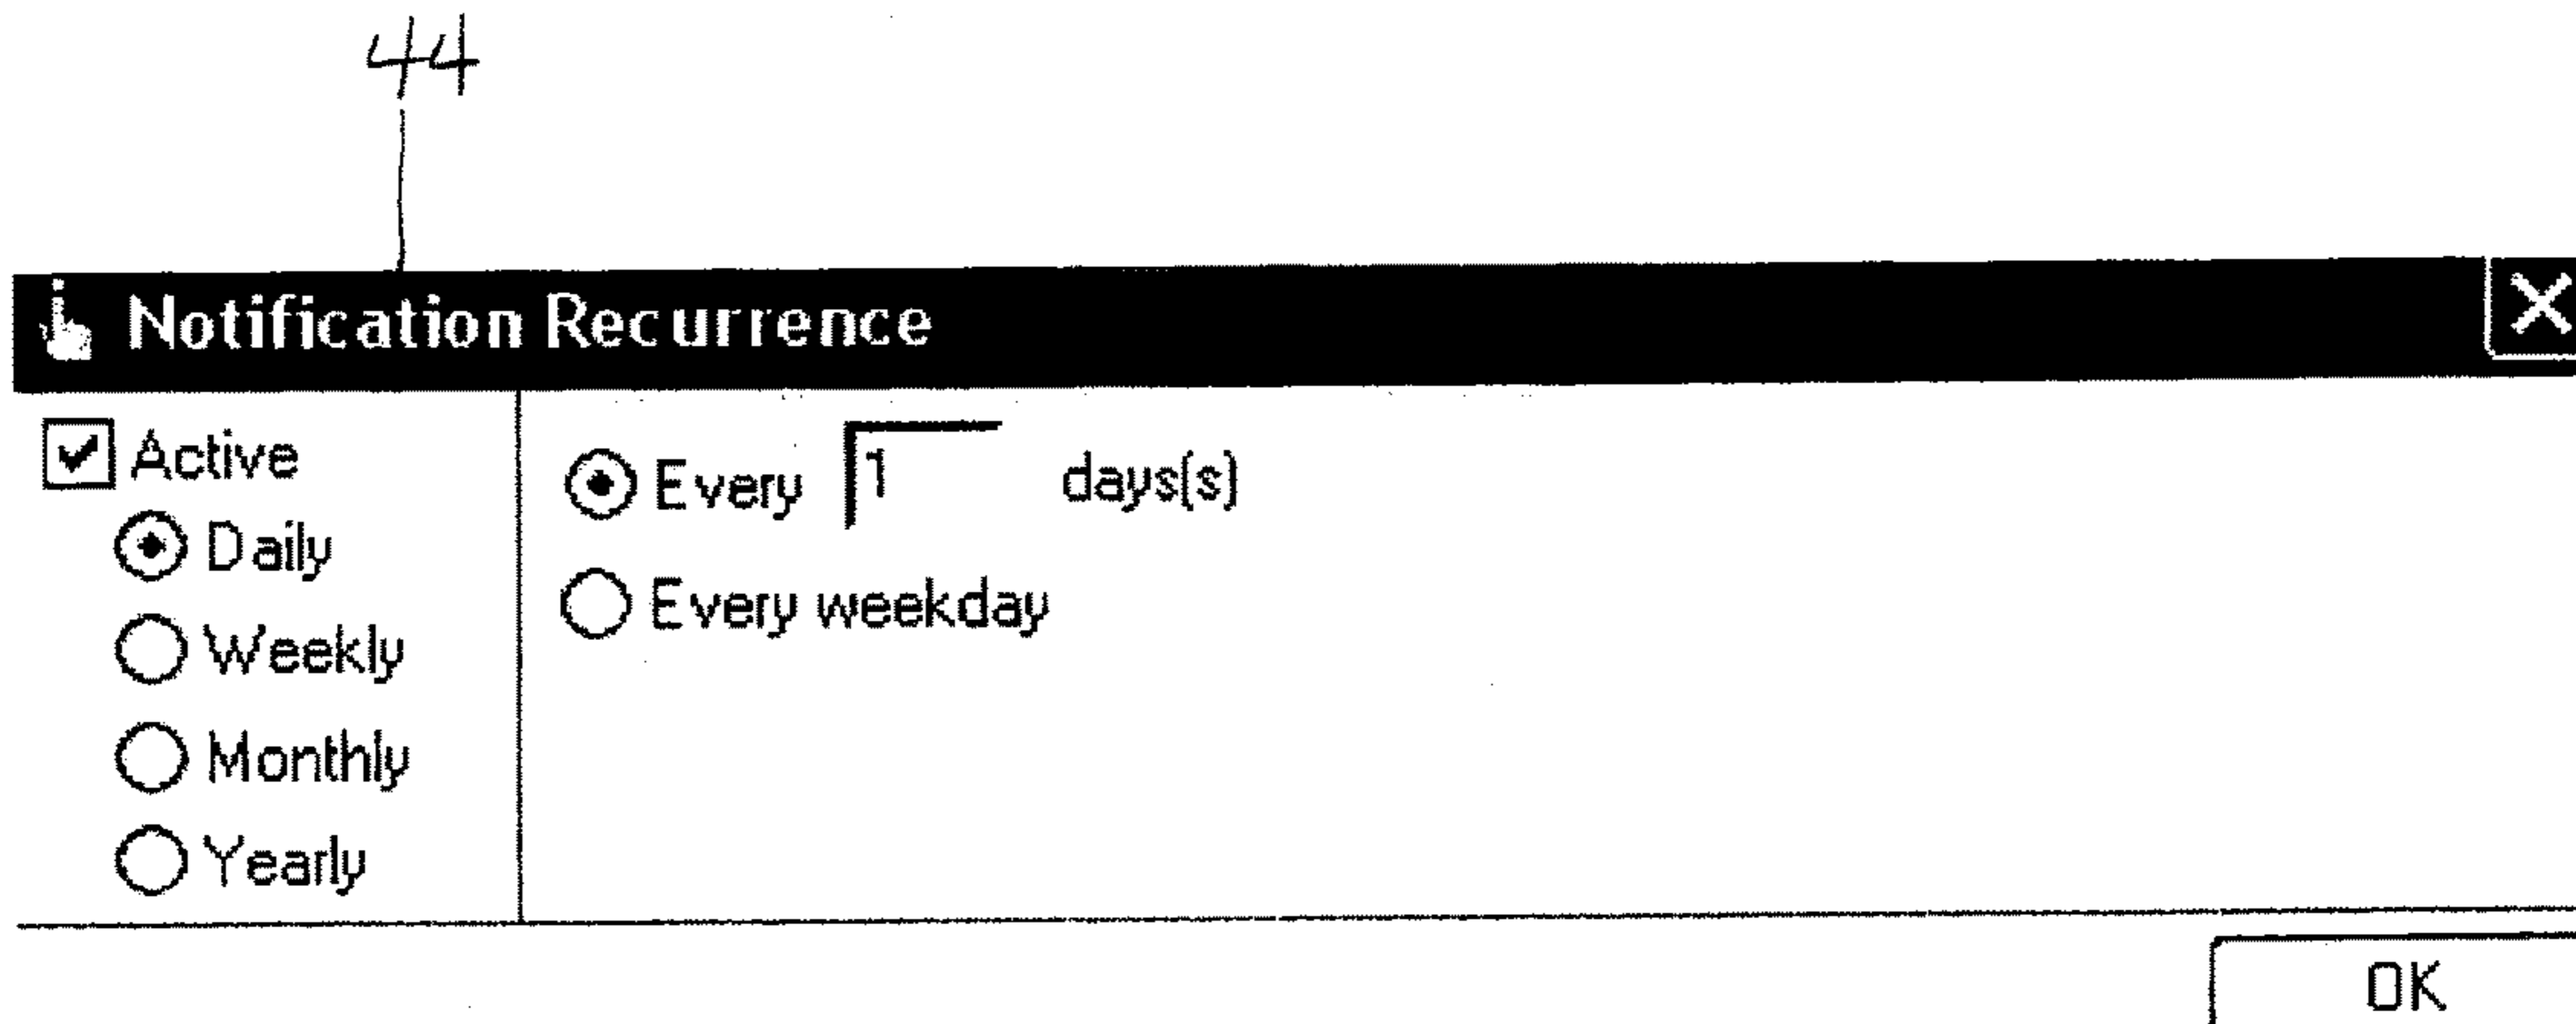 44
Notification Recurrence
Active
Daily
Weekly
Monthly
Yearly
Every 1 days(s)
Every weekday
OK